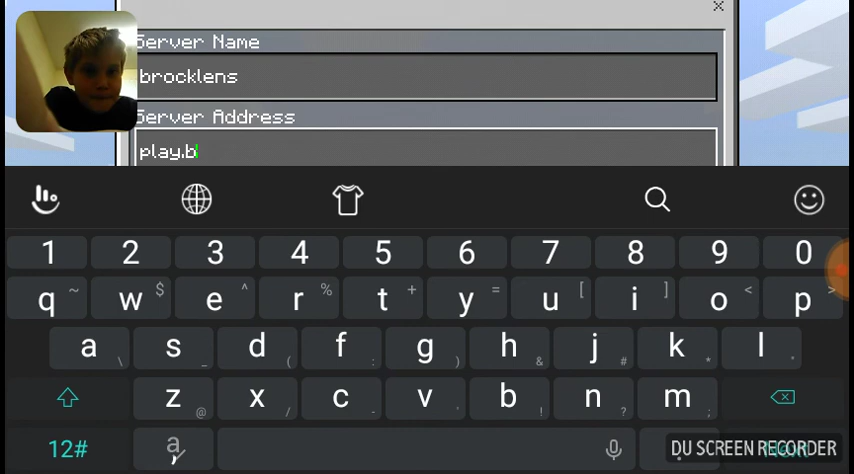 Server Name
brocklens
Server Address
play.b
1 2 3 4 5 6 7 8 9 0
q ~ w $ e ^ r % t + y = u [ i ] o < p >
a \ s _ d ( f : g ) h & j # k * l "
z @ x / c - v ' b ! n ? m ;
12# a , .
DU SCREEN RECORDER